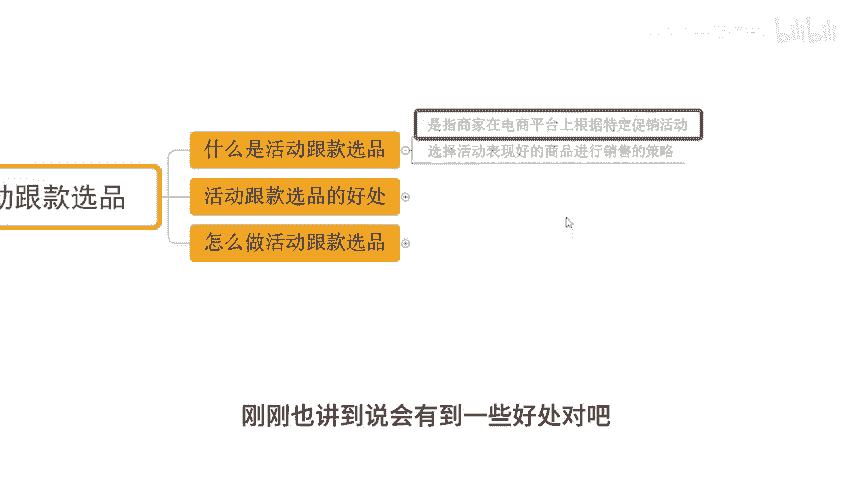 bilibili
是指商家在电商平台上根据特定促销活动
什么是活动跟款选品
选择活动表现好的商品进行销售的策略
动跟款选品
活动跟款选品的好处
怎么做活动跟款选品
刚刚也讲到说会有到一些好处对吧